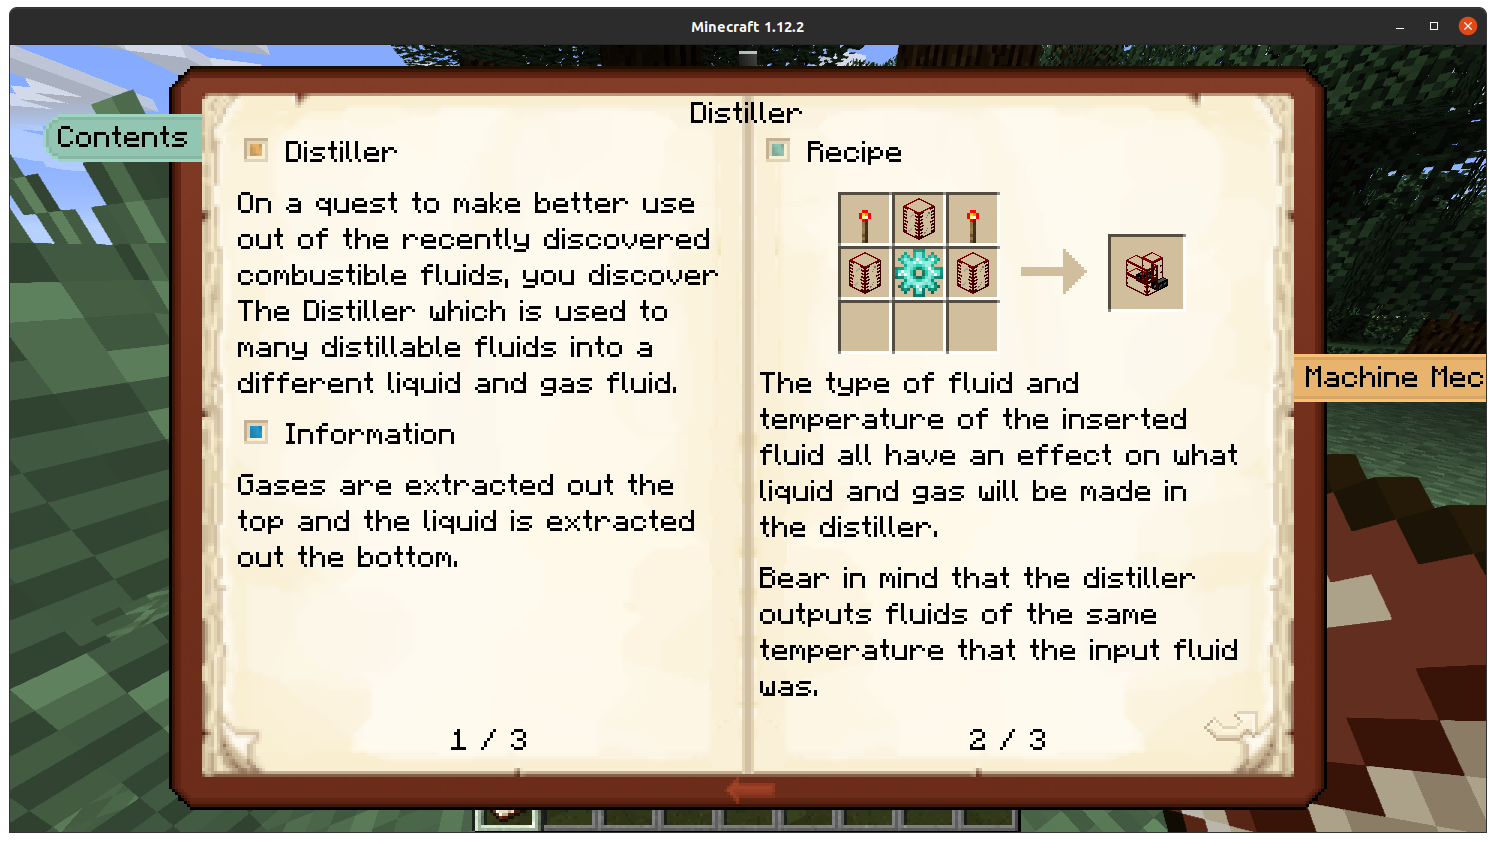 Minecraft 1.12.2
Contents
Distiller
Distiller
On a quest to make better use
out of the recently discovered
combustible fluids, you discover
The Distiller which is used to
many distillable fluids into a
different liquid and gas fluid.
Information
Gases are extracted out the
top and the liquid is extracted
out the bottom.
1 / 3
Recipe
The type of fluid and
temperature of the inserted
fluid all have an effect on what
liquid and gas will be made in
the distiller.
Bear in mind that the distiller
outputs fluids of the same
temperature that the input fluid
was.
2 / 3
Machine Mec